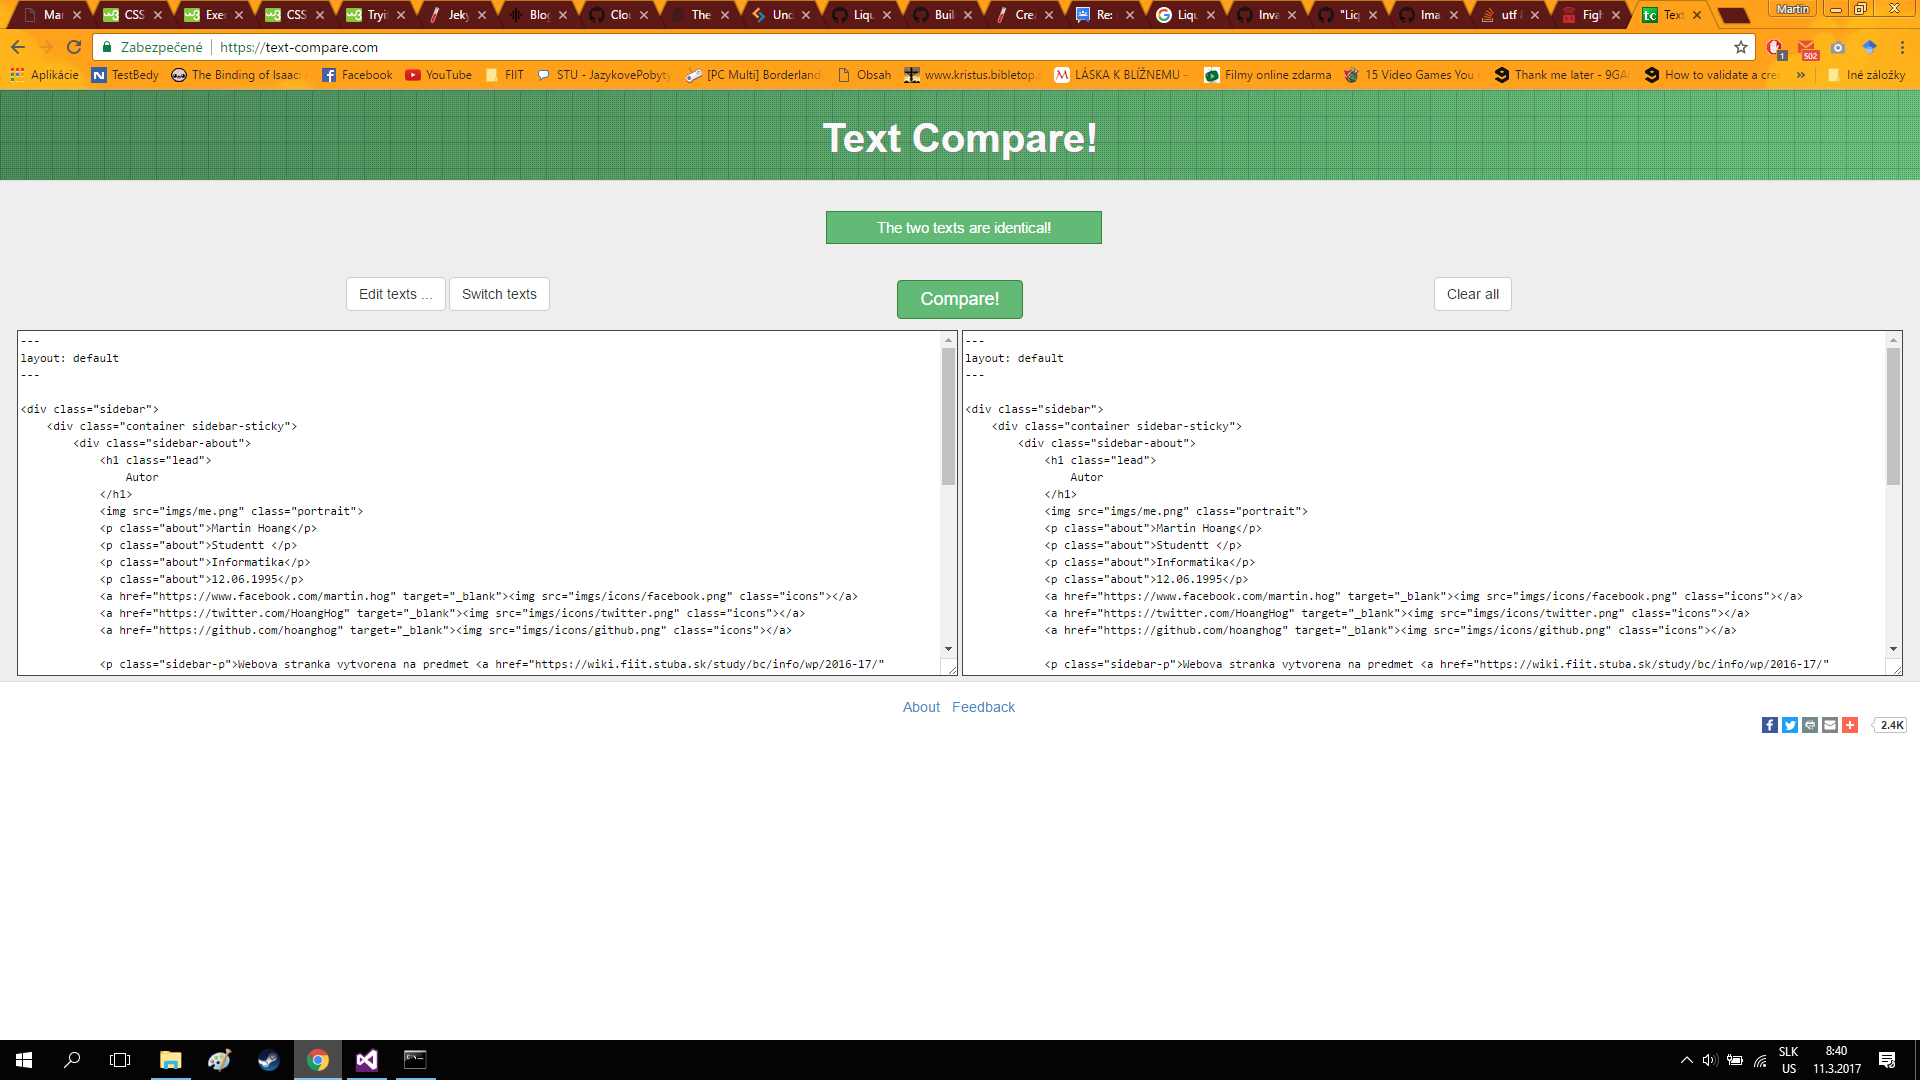 Mar
CSS
Exer
CSS
Tryit
Jeky
Blog
Clou
The
Und
Liqu
Buil
Crea
Re:
Liqu
Inva
"Liq
Ima
utf
Figh
Text
Martin
Zabezpečené
https://text-compare.com
1
502
Aplikácie
TestBedy
The Binding of Isaac:
Facebook
YouTube
FIIT
STU - JazykovePobyty
[PC Multi] Borderland
Obsah
www.kristus.bibletop.s
LÁSKA K BLÍŽNEMU –
Filmy online zdarma
15 Video Games You
Thank me later - 9GA
How to validate a cre
»
Iné záložky
Text Compare!
The two texts are identical!
Edit texts ...
Switch texts
Compare!
Clear all
---
layout: default
---
<div class="sidebar">
<div class="container sidebar-sticky">
<div class="sidebar-about">
<h1 class="lead">
Autor
</h1>
<img src="imgs/me.png" class="portrait">
<p class="about">Martin Hoang</p>
<p class="about">Studentt </p>
<p class="about">Informatika</p>
<p class="about">12.06.1995</p>
<a href="https://www.facebook.com/martin.hog" target="_blank"><img src="imgs/icons/facebook.png" class="icons"></a>
<a href="https://twitter.com/HoangHog" target="_blank"><img src="imgs/icons/twitter.png" class="icons"></a>
<a href="https://github.com/hoanghog" target="_blank"><img src="imgs/icons/github.png" class="icons"></a>
<p class="sidebar-p">Webova stranka vytvorena na predmet <a href="https://wiki.fiit.stuba.sk/study/bc/info/wp/2016-17/"
---
layout: default
---
<div class="sidebar">
<div class="container sidebar-sticky">
<div class="sidebar-about">
<h1 class="lead">
Autor
</h1>
<img src="imgs/me.png" class="portrait">
<p class="about">Martin Hoang</p>
<p class="about">Studentt </p>
<p class="about">Informatika</p>
<p class="about">12.06.1995</p>
<a href="https://www.facebook.com/martin.hog" target="_blank"><img src="imgs/icons/facebook.png" class="icons"></a>
<a href="https://twitter.com/HoangHog" target="_blank"><img src="imgs/icons/twitter.png" class="icons"></a>
<a href="https://github.com/hoanghog" target="_blank"><img src="imgs/icons/github.png" class="icons"></a>
<p class="sidebar-p">Webova stranka vytvorena na predmet <a href="https://wiki.fiit.stuba.sk/study/bc/info/wp/2016-17/"
About
Feedback
2.4K
SLK
US
8:40
11.3.2017